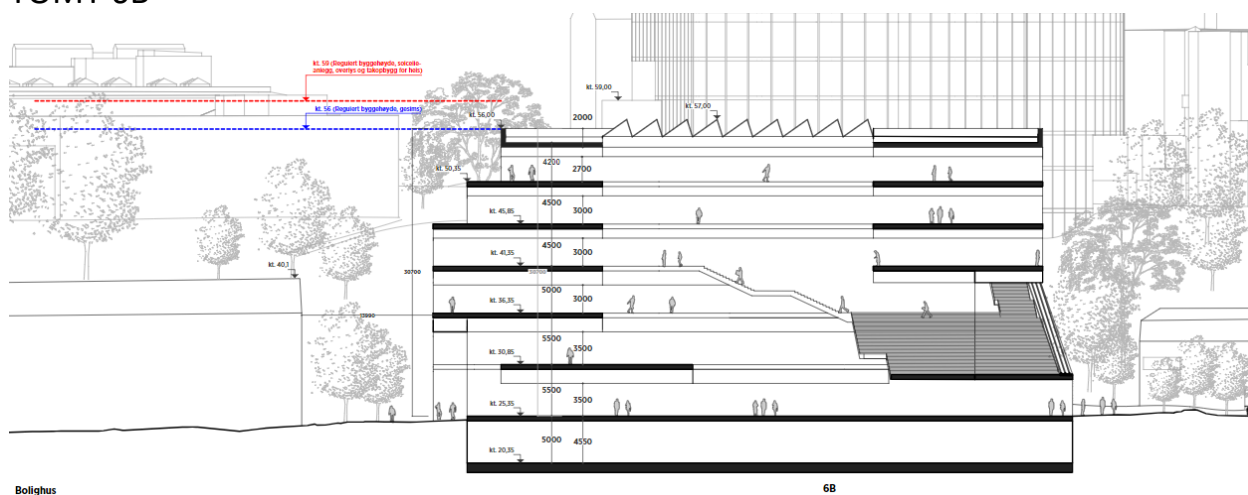 TOMT 6B
kt. 59 (Regulert byggehøyde, solcelle-
anlegg, overlys og takopbygg for heis)
kt. 56 (Regulert byggehøyde, gesims)
kt. 59,00
kt. 57,00
kt. 56,00
2000
4200
2700
kt. 50,35
4500
3000
kt. 45,85
4500
3000
kt. 41,35
kt. 40,1
30700
5000
3000
kt. 36,35
5500
3500
kt. 30,85
5500
3500
kt. 25,35
5000
4550
kt. 20,35
Bolighus
6B